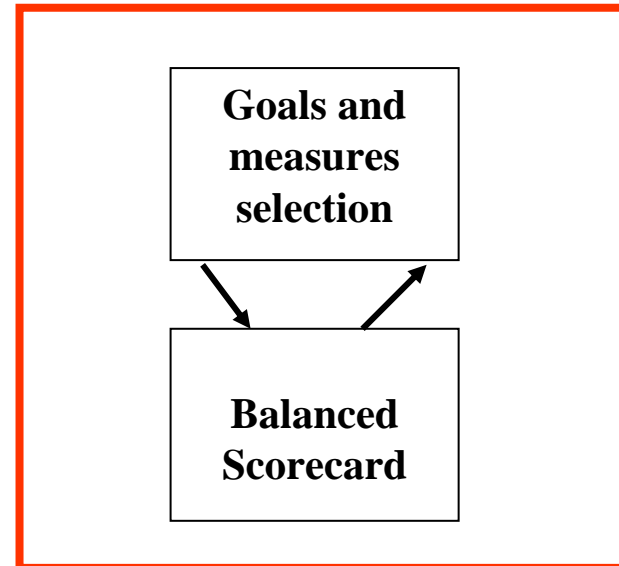 Goals and
measures
selection
Balanced
Scorecard